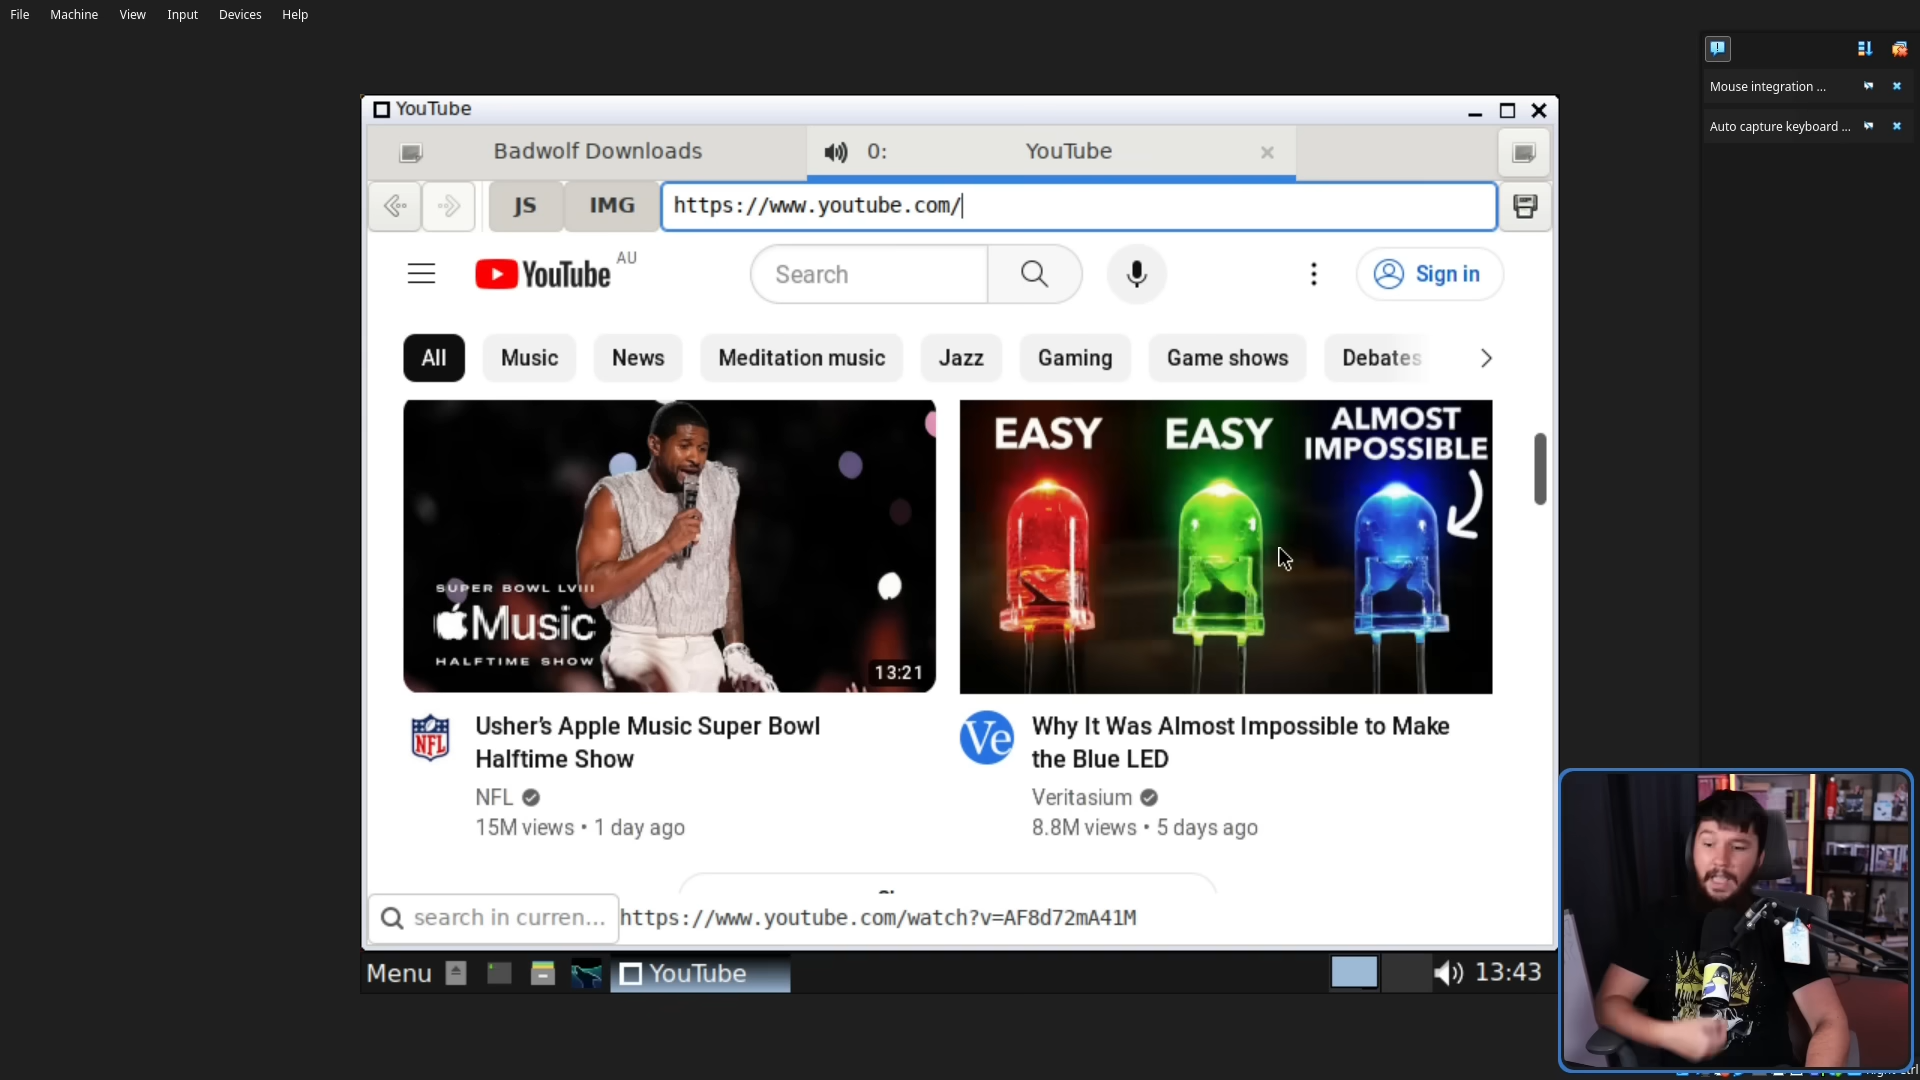 File Machine View Input Devices Help
Mouse integration ...
Auto capture keyboard ...
YouTube
Badwolf Downloads
0: YouTube
JS IMG https://www.youtube.com/
YouTube AU
Search
Sign in
All Music News Meditation music Jazz Gaming Game shows Debates
SUPER BOWL LVIII
Music
HALFTIME SHOW
13:21
EASY EASY ALMOST
IMPOSSIBLE
NFL
Usher’s Apple Music Super Bowl
Halftime Show
NFL
15M views • 1 day ago
Ve
Why It Was Almost Impossible to Make
the Blue LED
Veritasium
8.8M views • 5 days ago
search in curren... https://www.youtube.com/watch?v=AF8d72mA41M
Menu YouTube 13:43